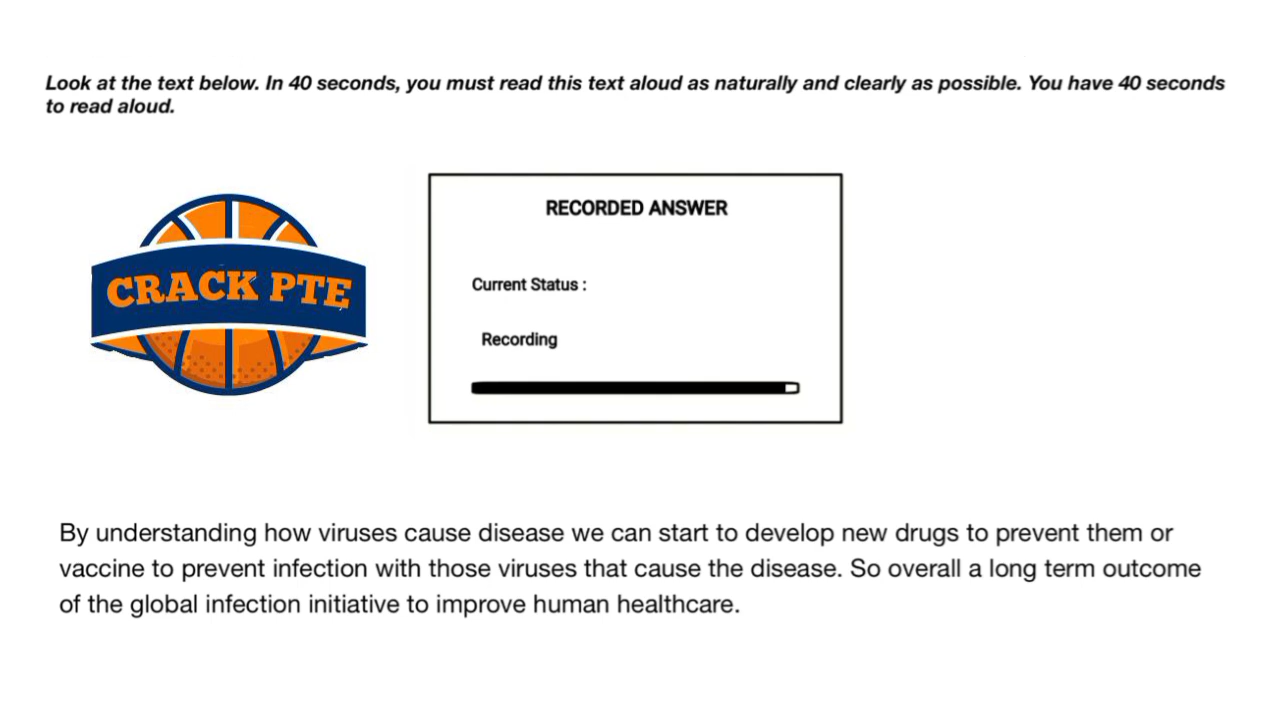 Look at the text below. In 40 seconds, you must read this text aloud as naturally and clearly as possible. You have 40 seconds
to read aloud.
CRACK PTE
RECORDED ANSWER
Current Status :
Recording
By understanding how viruses cause disease we can start to develop new drugs to prevent them or
vaccine to prevent infection with those viruses that cause the disease. So overall a long term outcome
of the global infection initiative to improve human healthcare.